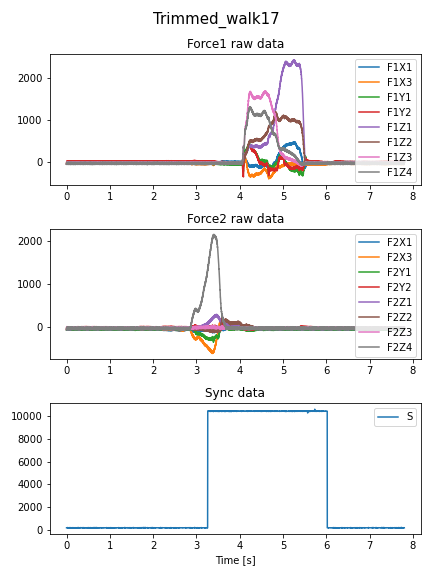 Trimmed_walk17
Force1 raw data
2000
1000
0
F1X1
F1X3
F1Y1
F1Y2
F1Z1
F1Z2
F1Z3
F1Z4
0 1 2 3 4 5 6 7 8
Force2 raw data
2000
1000
0
F2X1
F2X3
F2Y1
F2Y2
F2Z1
F2Z2
F2Z3
F2Z4
0 1 2 3 4 5 6 7 8
Sync data
10000
8000
6000
4000
2000
0
S
0 1 2 3 4 5 6 7 8
Time [s]